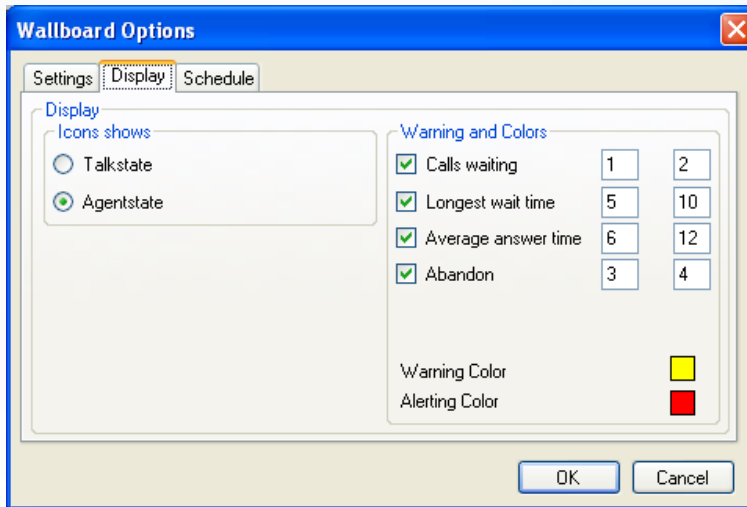 Wallboard Options
Settings Display Schedule
Display
Icons shows
Talkstate
Agentstate
Warning and Colors
Calls waiting 1 2
Longest wait time 5 10
Average answer time 6 12
Abandon 3 4
Warning Color
Alerting Color
OK Cancel